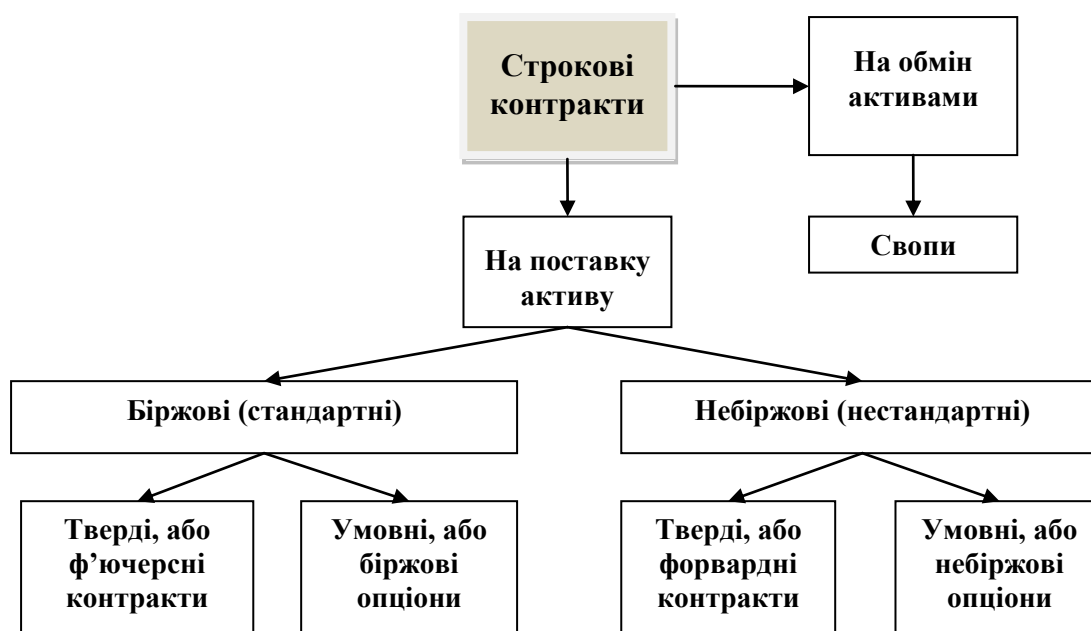 Строкові
контракти
На обмін
активами
Свопи
На поставку
активу
Біржові (стандартні)
Небіржові (нестандартні)
Тверді, або
ф’ючерсні
контракти
Умовні, або
біржові
опціони
Тверді, або
форвардні
контракти
Умовні, або
небіржові
опціони